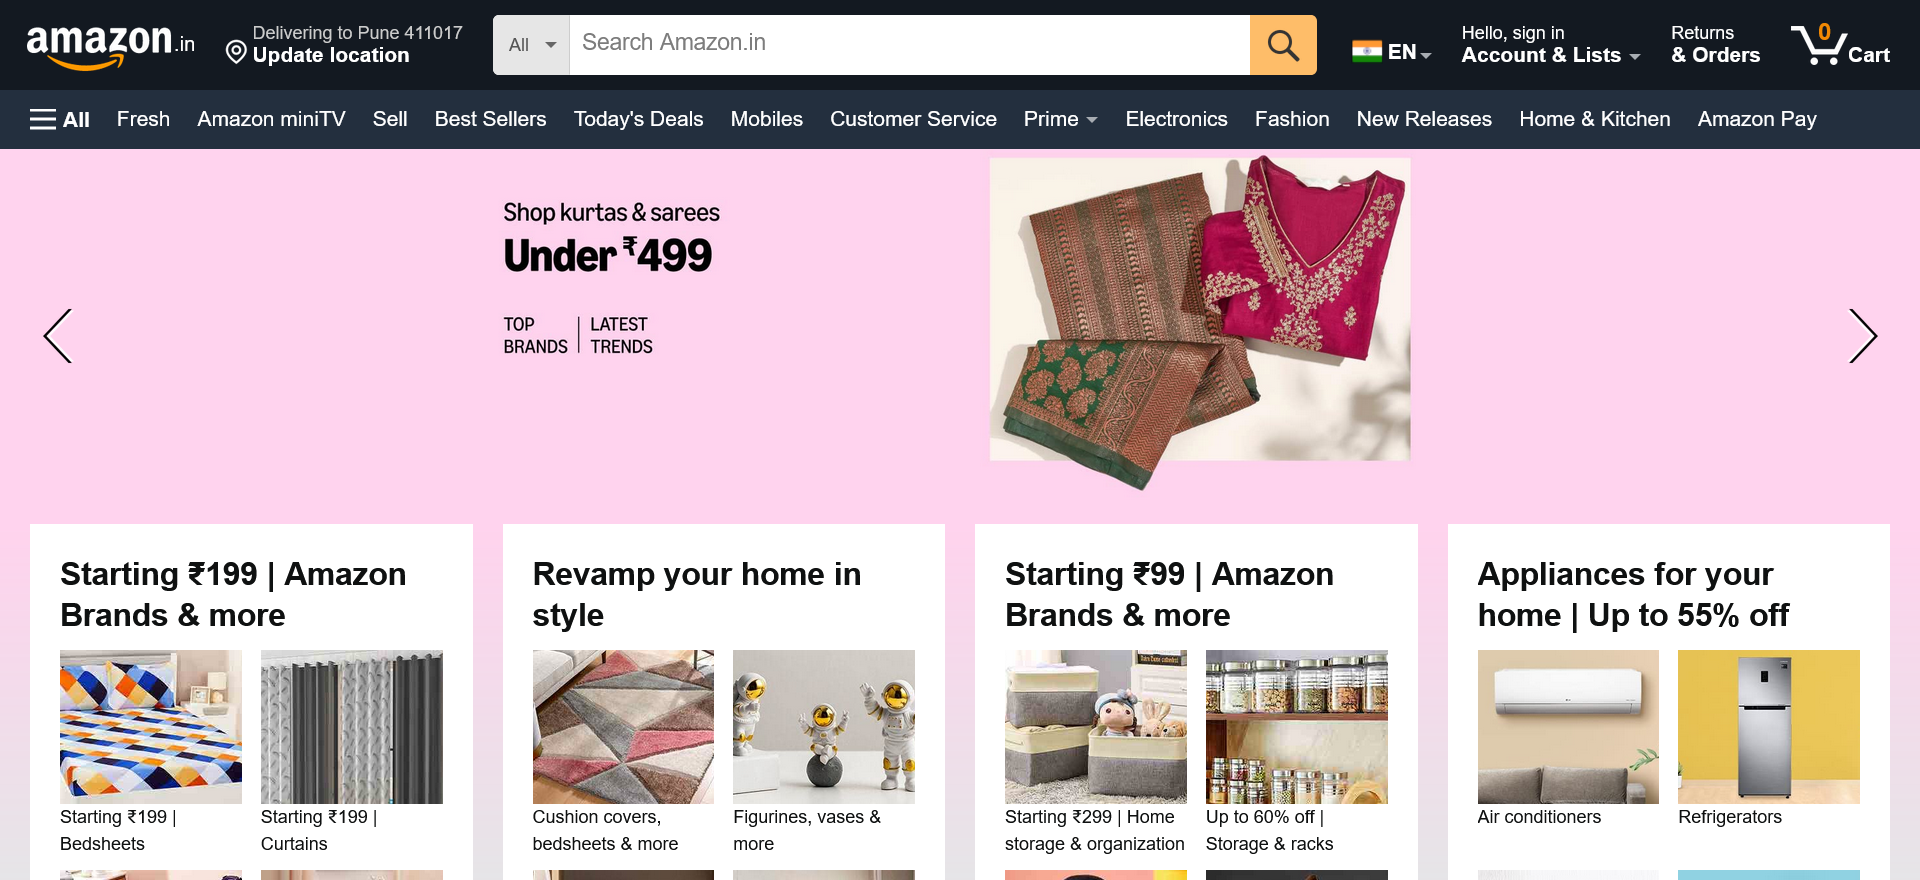 amazon.in
Delivering to Pune 411017
Update location
All
Search Amazon.in
EN
Hello, sign in
Account & Lists
Returns
& Orders
0
Cart
All
Fresh
Amazon miniTV
Sell
Best Sellers
Today's Deals
Mobiles
Customer Service
Prime
Electronics
Fashion
New Releases
Home & Kitchen
Amazon Pay
Shop kurtas & sarees
Under ₹499
TOP
BRANDS
LATEST
TRENDS
Starting ₹199 | Amazon
Brands & more
Starting ₹199 |
Bedsheets
Starting ₹199 |
Curtains
Revamp your home in
style
Cushion covers,
bedsheets & more
Figurines, vases &
more
Starting ₹99 | Amazon
Brands & more
Starting ₹299 | Home
storage & organization
Up to 60% off |
Storage & racks
Appliances for your
home | Up to 55% off
Air conditioners
Refrigerators